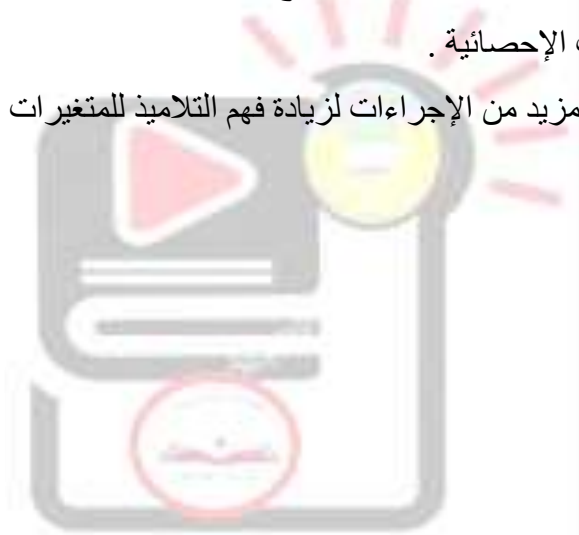 الإحصائية .
مزيد من الإجراءات لزيادة فهم التلاميذ للمتغيرات